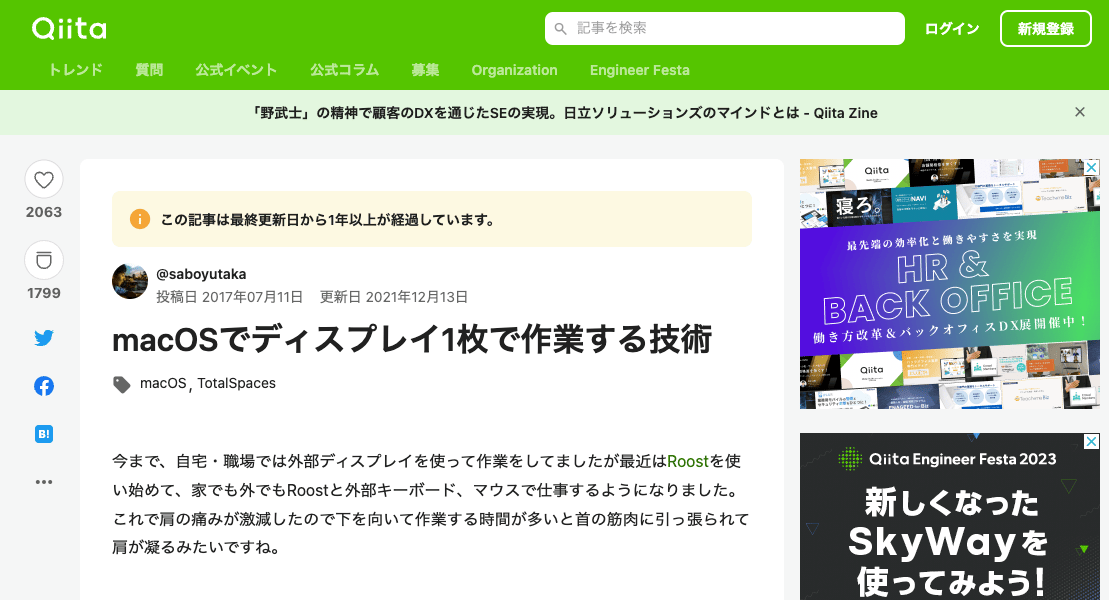 Qiita
記事を検索
ログイン
新規登録
トレンド 質問 公式イベント 公式コラム 募集 Organization Engineer Festa
「野武士」の精神で顧客のDXを通じたSEの実現。日立ソリューションズのマインドとは - Qiita Zine
2063
1799
B!
この記事は最終更新日から1年以上が経過しています。
@saboyutaka
投稿日 2017年07月11日 更新日 2021年12月13日
macOSでディスプレイ1枚で作業する技術
macOS, TotalSpaces
今まで、自宅・職場では外部ディスプレイを使って作業をしてましたが最近はRoostを使
い始めて、家でも外でもRoostと外部キーボード、マウスで仕事するようになりました。
これで肩の痛みが激減したので下を向いて作業する時間が多いと首の筋肉に引っ張られて
肩が凝るみたいですね。
Qiita
寝ろ。
NAVI
最先端の効率化と働きやすさを実現
HR &
BACK OFFICE
働き方改革&バックオフィスDX展開催中！
Qiita
Qiita Engineer Festa 2023
新しくなった
SkyWayを
使ってみよう！